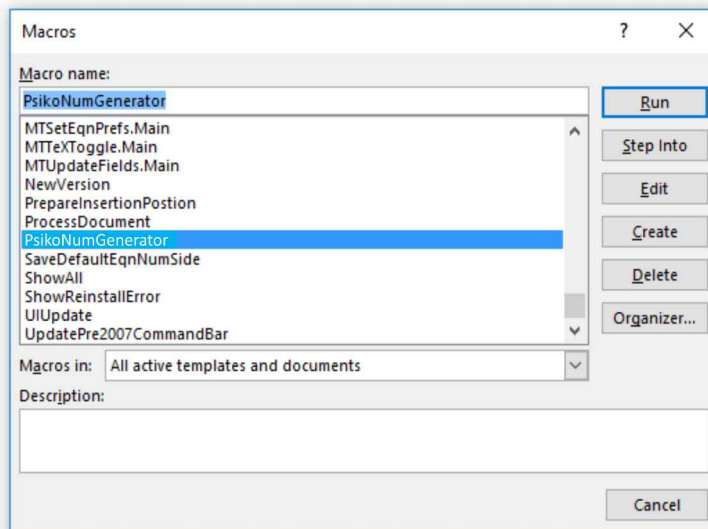 Macros
?
Macro name:
PsikoNumGenerator
Run
MTSetEqnPrefs.Main
MTTeXToggle.Main
MTUpdateFields.Main
NewVersion
PrepareInsertionPostion
ProcessDocument
PsikoNumGenerator
SaveDefaultEqnNumSide
ShowAll
ShowReinstallError
UIUpdate
UpdatePre2007CommandBar
Step Into
Edit
Create
Delete
Organizer...
Macros in: All active templates and documents
Description:
Cancel